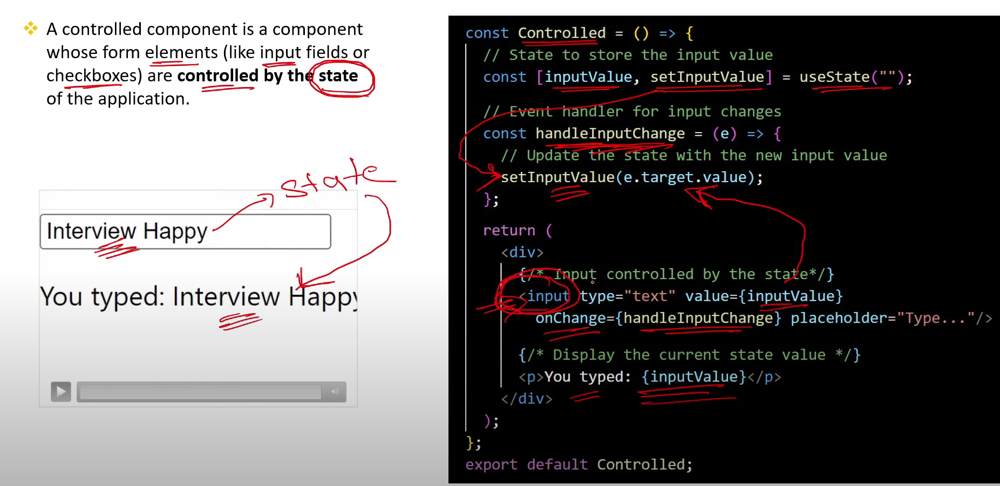 A controlled component is a component
whose form elements (like input fields or
checkboxes) are controlled by the state
of the application.
state
Interview Happy
You typed: Interview Happy
const Controlled = () => {
// State to store the input value
const [inputValue, setInputValue] = useState("");
// Event handler for input changes
const handleInputChange = (e) => {
// Update the state with the new input value
setInputValue(e.target.value);
};
return (
<div>
{/* Input controlled by the state*/}
<input type="text" value={inputValue}
onChange={handleInputChange} placeholder="Type..."/>
{/* Display the current state value */}
<p>You typed: {inputValue}</p>
</div>
);
};
export default Controlled;